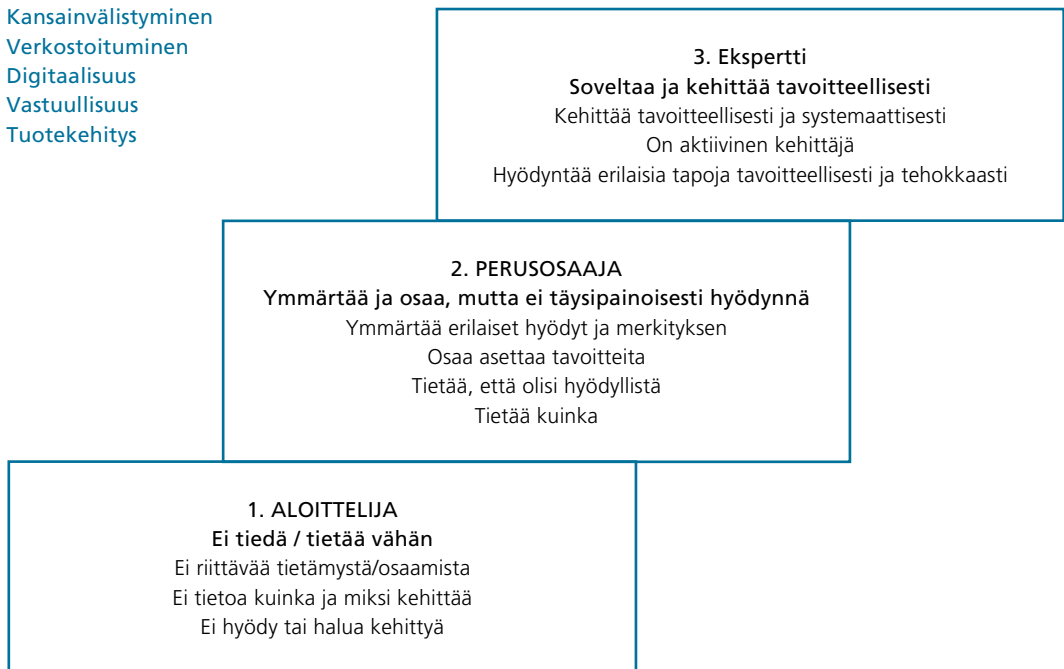 Kansainvälistyminen
Verkostoituminen
Digitaalisuus
Vastuullisuus
Tuotekehitys
3. Ekspertti
Soveltaa ja kehittää tavoitteellisesti
Kehittää tavoitteellisesti ja systemaattisesti
On aktiivinen kehittäjä
Hyödyntää erilaisia tapoja tavoitteellisesti ja tehokkaasti
2. PERUSOSAAJA
Ymmärtää ja osaa, mutta ei täysipainoisesti hyödynnä
Ymmärtää erilaiset hyödyt ja merkityksen
Osaa asettaa tavoitteita
Tietää, että olisi hyödyllistä
Tietää kuinka
1. ALOITTELIJA
Ei tiedä / tietää vähän
Ei riittävää tietämystä/osaamista
Ei tietoa kuinka ja miksi kehittää
Ei hyödy tai halua kehittyä